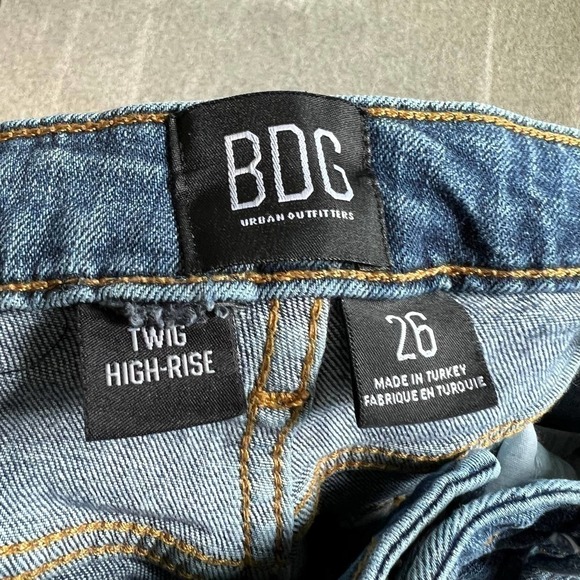 BDG
URBAN OUTFITTERS
TWIG
HIGH-RISE
26
MADE IN TURKEY
FABRIQUE EN TURQUIE